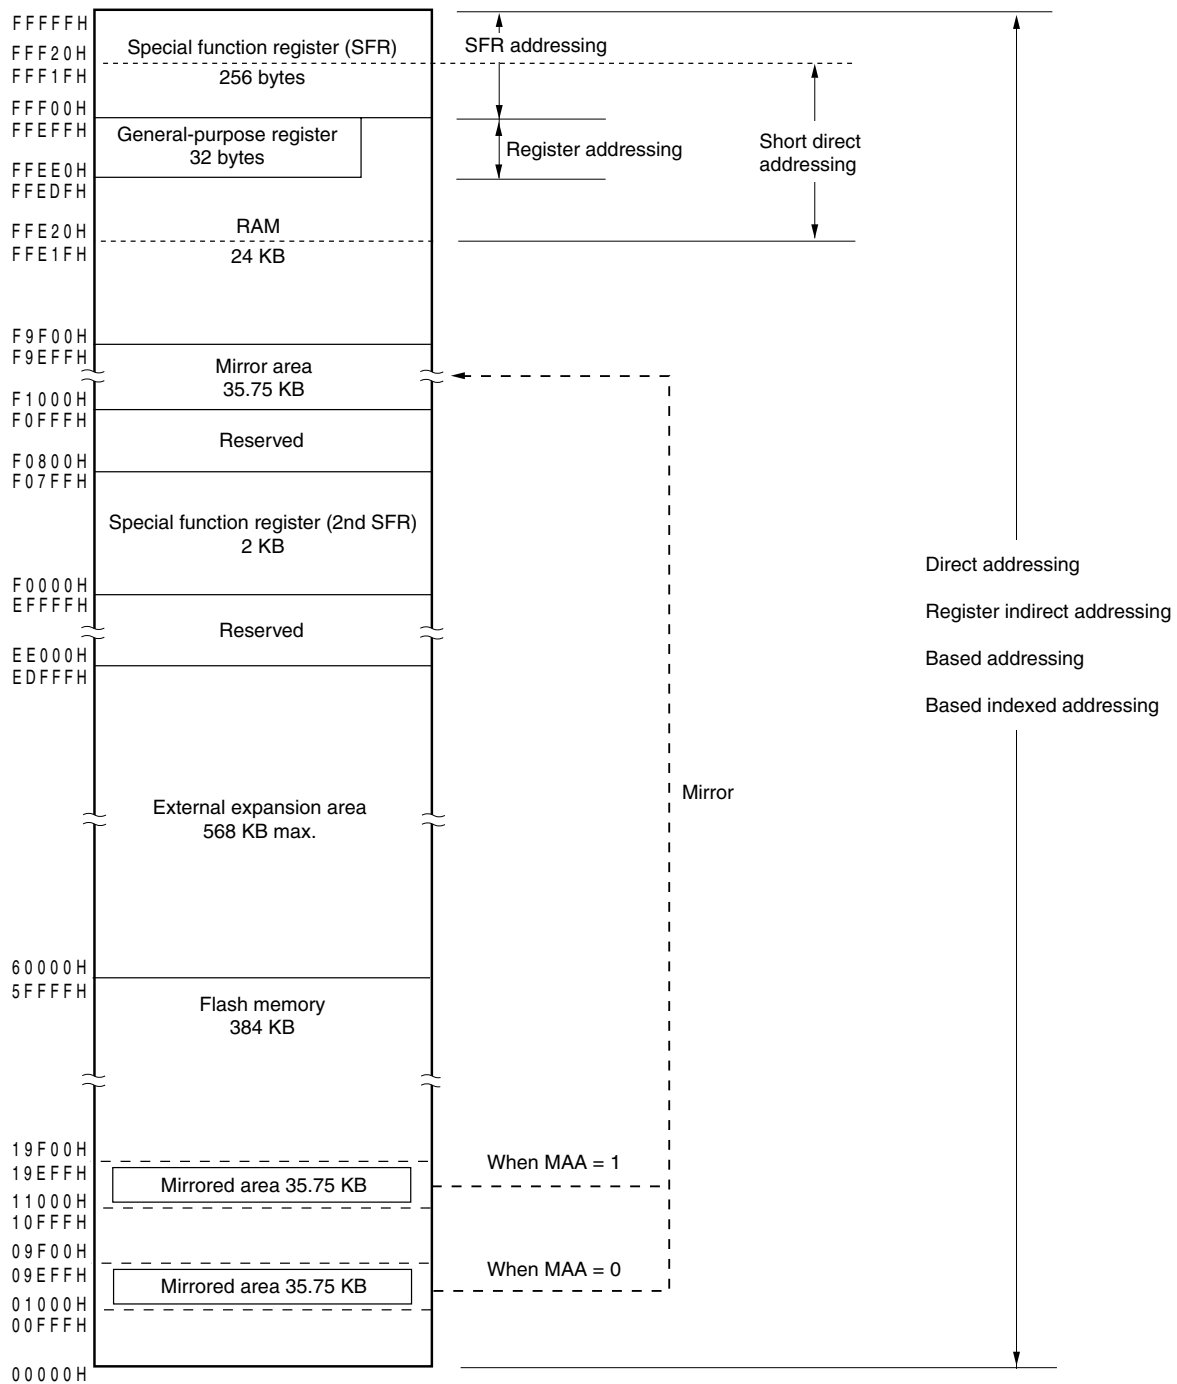 FFFFFH
FFF20H
FFF1FH
FFF00H
FFEFFH
FFEE0H
FFEDFH
FFE20H
FFE1FH
F9F00H
F9EFFH
F1000H
F0FFFH
F0800H
F07FFH
F0000H
EFFFFH
EE000H
EDFFFH
60000H
5FFFFH
19F00H
19EFFH
11000H
10FFFH
09F00H
09EFFH
01000H
00FFFH
00000H
Special function register (SFR)
256 bytes
General-purpose register
32 bytes
RAM
24 KB
Mirror area
35.75 KB
Reserved
Special function register (2nd SFR)
2 KB
Reserved
External expansion area
568 KB max.
Flash memory
384 KB
Mirrored area 35.75 KB
Mirrored area 35.75 KB
SFR addressing
Register addressing
Short direct
addressing
Mirror
When MAA = 1
When MAA = 0
Direct addressing
Register indirect addressing
Based addressing
Based indexed addressing